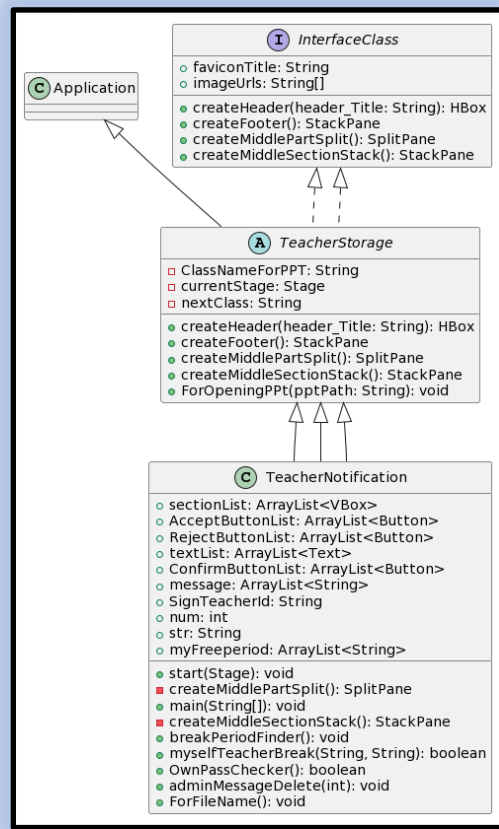 I InterfaceClass
faviconTitle: String
imageUrls: String[]
createHeader(header_Title: String): HBox
createFooter(): StackPane
createMiddlePartSplit(): SplitPane
createMiddleSectionStack(): StackPane
C Application
A TeacherStorage
ClassNameForPPT: String
currentStage: Stage
nextClass: String
createHeader(header_Title: String): HBox
createFooter(): StackPane
createMiddlePartSplit(): SplitPane
createMiddleSectionStack(): StackPane
ForOpeningPPt(pptPath: String): void
C TeacherNotification
sectionList: ArrayList<VBox>
AcceptButtonList: ArrayList<Button>
RejectButtonList: ArrayList<Button>
textList: ArrayList<Text>
ConfirmButtonList: ArrayList<Button>
message: ArrayList<String>
SignTeacherId: String
num: int
str: String
myFreeperiod: ArrayList<String>
start(Stage): void
createMiddlePartSplit(): SplitPane
main(String[]): void
createMiddleSectionStack(): StackPane
breakPeriodFinder(): void
myselfTeacherBreak(String, String): boolean
OwnPassChecker(): boolean
adminMessageDelete(int): void
ForFileName(): void